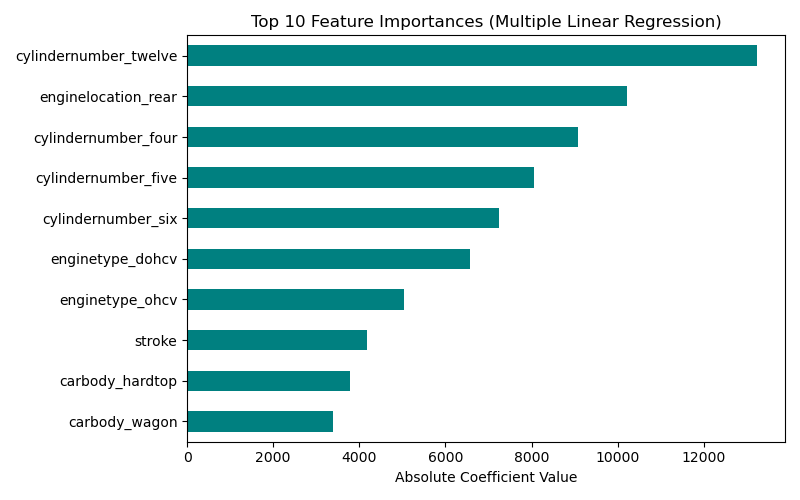 Top 10 Feature Importances (Multiple Linear Regression)
cylindernumber_twelve
enginelocation_rear
cylindernumber_four
cylindernumber_five
cylindernumber_six
enginetype_dohcv
enginetype_ohcv
stroke
carbody_hardtop
carbody_wagon
0 2000 4000 6000 8000 10000 12000
Absolute Coefficient Value